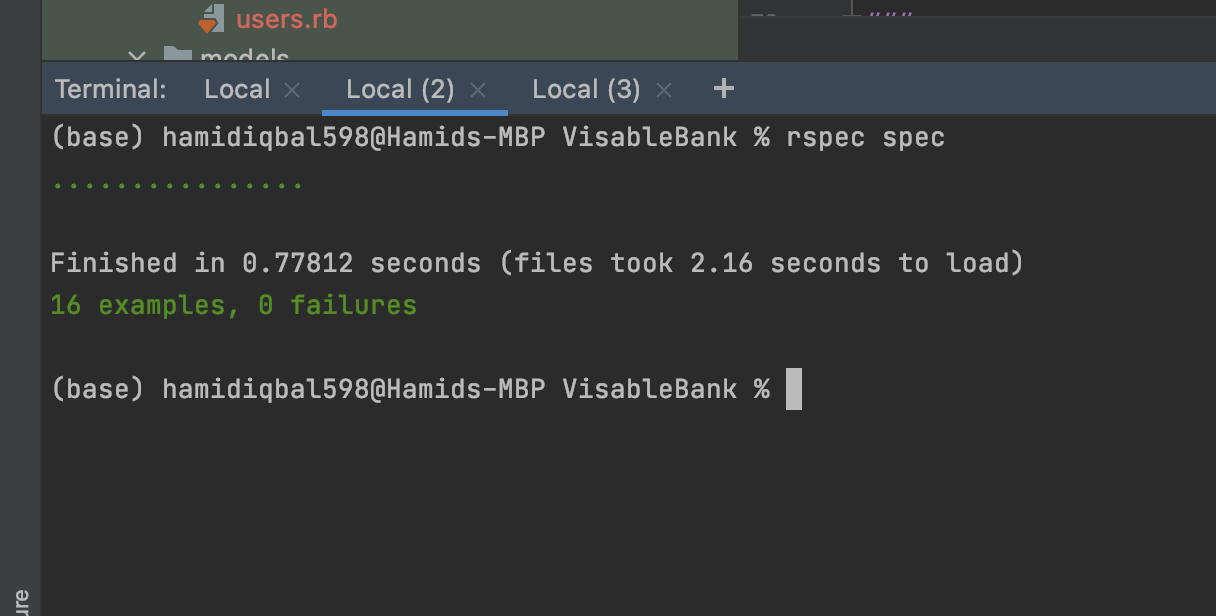 users.rb
models
"""
Terminal: Local × Local (2) × Local (3) × +
(base) hamidiqbal598@Hamids-MBP VisableBank % rspec spec
................
Finished in 0.77812 seconds (files took 2.16 seconds to load)
16 examples, 0 failures
(base) hamidiqbal598@Hamids-MBP VisableBank %